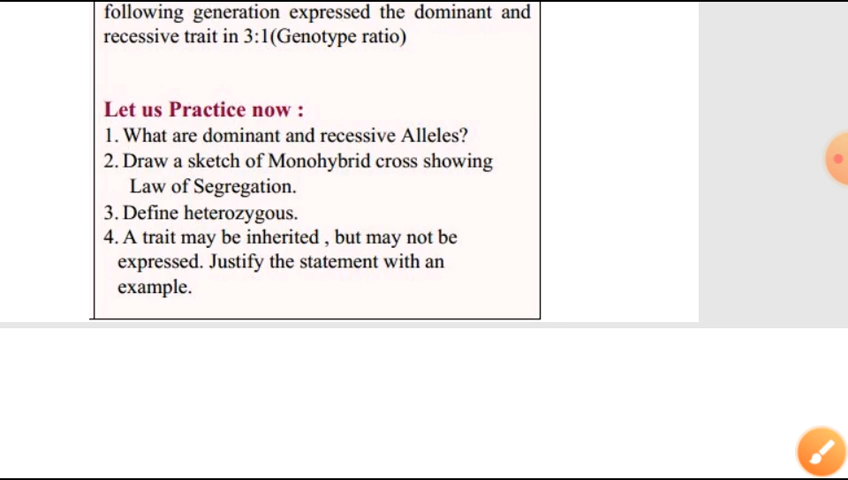 following generation expressed the dominant and
recessive trait in 3:1(Genotype ratio)
Let us Practice now :
1. What are dominant and recessive Alleles?
2. Draw a sketch of Monohybrid cross showing
Law of Segregation.
3. Define heterozygous.
4. A trait may be inherited , but may not be
expressed. Justify the statement with an
example.